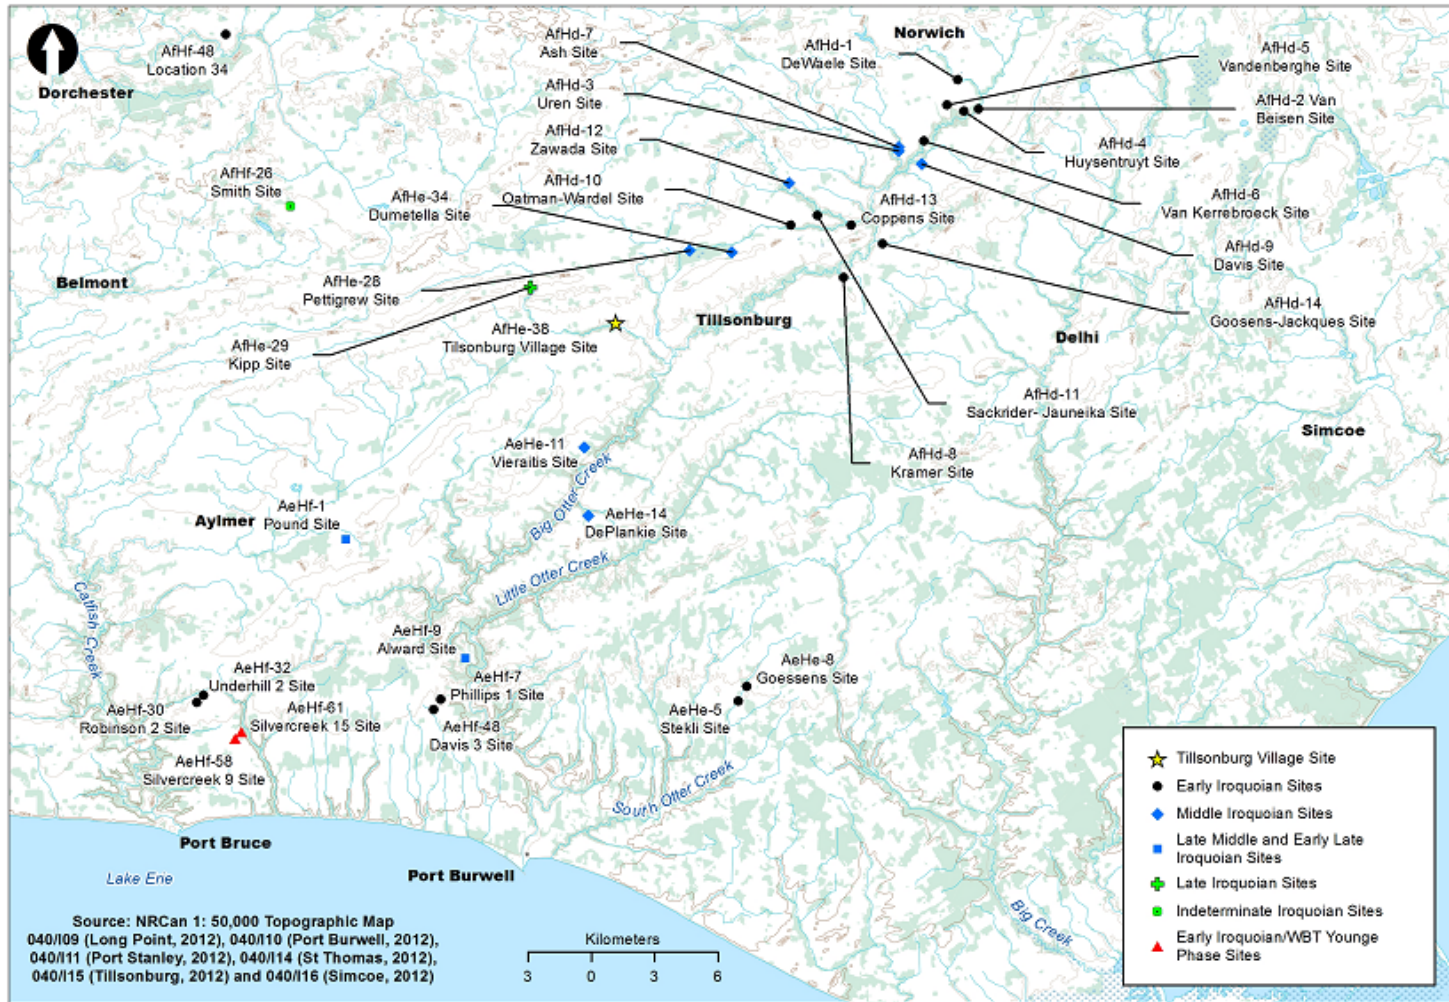 AfHf-48
Location 34
Dorchester
AfHd-7
Ash Site
AfHd-3
Uren Site
AfHd-12
Zawada Site
AfHd-10
Oatman-Wardel Site
AfHd-1
DeWaele Site
Norwich
AfHd-5
Vandenberghe Site
AfHd-2 Van
Beisen Site
AfHd-4
Huysentruyt Site
AfHd-6
Van Kerrebroeck Site
AfHd-9
Davis Site
AfHd-14
Goosens-Jackques Site
AfHd-13
Coppens Site
AfHf-26
Smith Site
AfHe-34
Dumetella Site
Belmont
AfHe-28
Pettigrew Site
AfHe-29
Kipp Site
AfHe-38
Tilsonburg Village Site
Tillsonburg
Delhi
AfHd-11
Sackrider- Jauneika Site
AfHd-8
Kramer Site
Simcoe
AeHe-11
Vieraitis Site
Big Otter Creek
AeHe-14
DePlankie Site
Little Otter Creek
AeHf-1
Pound Site
Aylmer
Catfish Creek
AeHf-9
Alward Site
AeHf-7
Phillips 1 Site
AeHf-48
Davis 3 Site
AeHf-32
Underhill 2 Site
AeHf-30
Robinson 2 Site
AeHf-61
Silvercreek 15 Site
AeHf-58
Silvercreek 9 Site
AeHe-8
Goessens Site
AeHe-5
Stekli Site
South Otter Creek
Big Creek
Port Bruce
Lake Erie
Port Burwell
Source: NRCan 1: 50,000 Topographic Map
040/I09 (Long Point, 2012), 040/I10 (Port Burwell, 2012),
040/I11 (Port Stanley, 2012), 040/I14 (St Thomas, 2012),
040/I15 (Tillsonburg, 2012) and 040/I16 (Simcoe, 2012)
Kilometers
3 0 3 6
Tillsonburg Village Site
Early Iroquoian Sites
Middle Iroquoian Sites
Late Middle and Early Late
Iroquoian Sites
Late Iroquoian Sites
Indeterminate Iroquoian Sites
Early Iroquoian/WBT Younge
Phase Sites